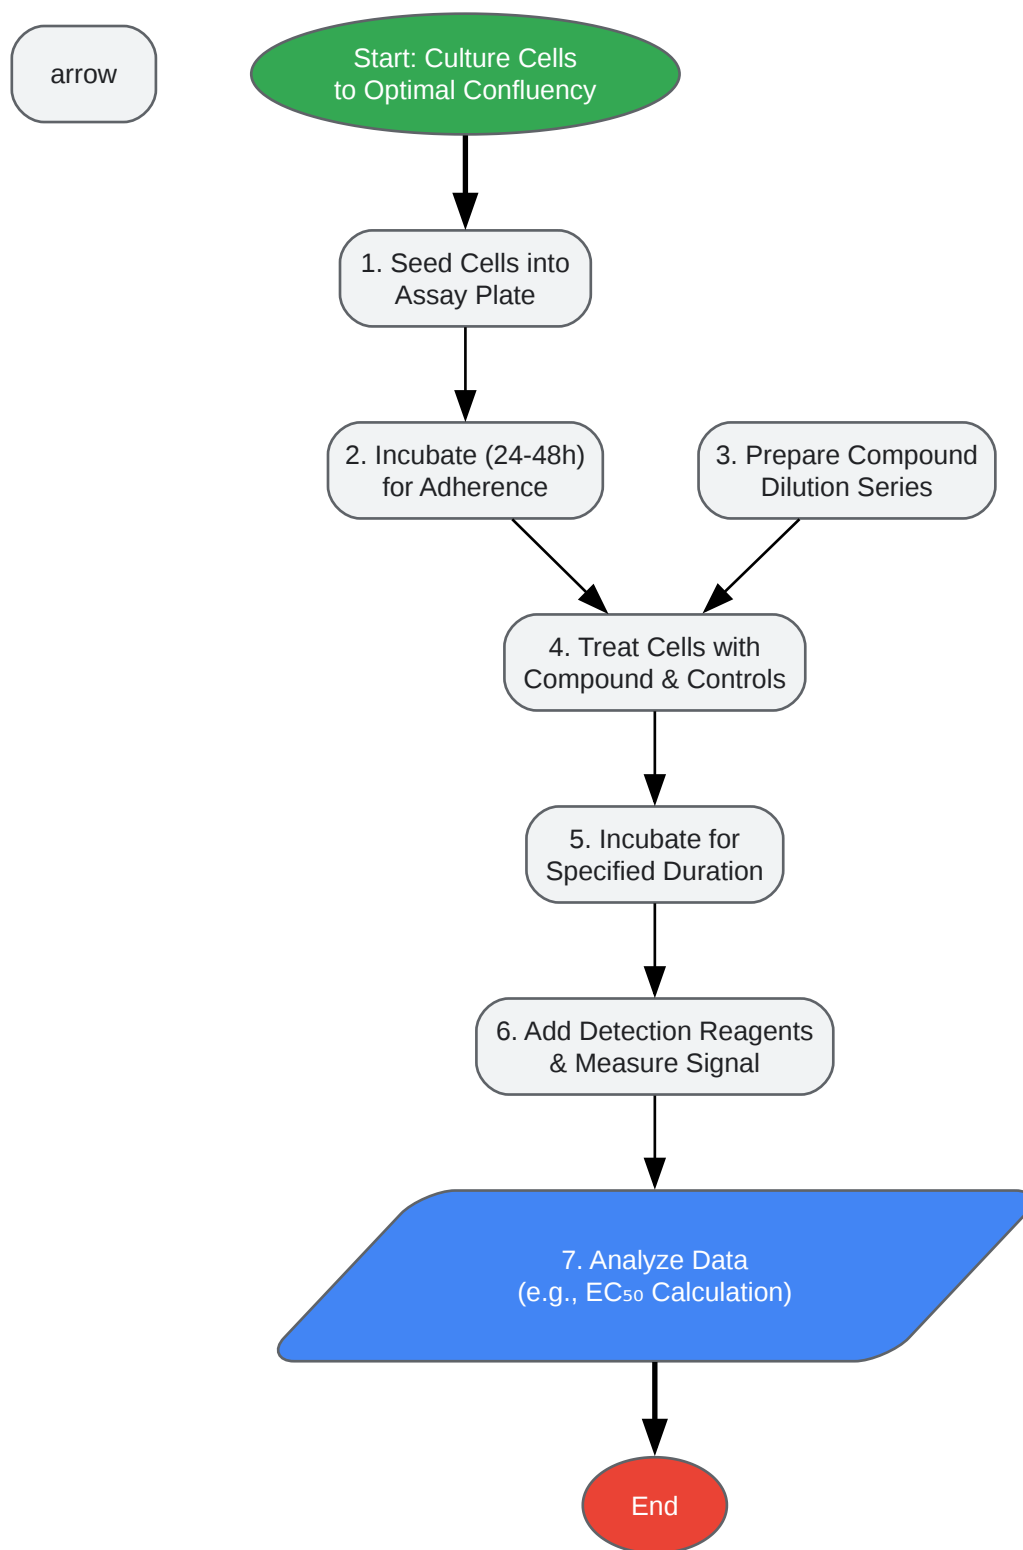 arrow
Start: Culture Cells
to Optimal Confluency
1. Seed Cells into
Assay Plate
2. Incubate (24-48h)
for Adherence
3. Prepare Compound
Dilution Series
4. Treat Cells with
Compound & Controls
5. Incubate for
Specified Duration
6. Add Detection Reagents
& Measure Signal
7. Analyze Data
(e.g., EC₅₀ Calculation)
End